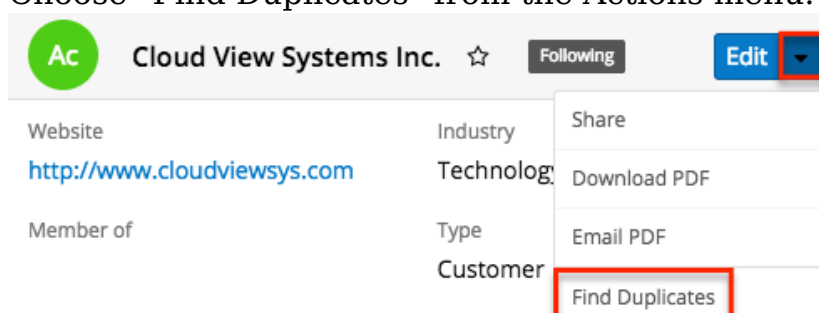 Choose "Find Duplicates" from the Actions menu.
Ac Cloud View Systems Inc. Following Edit
Website Industry Share
http://www.cloudviewsys.com Technology Download PDF
Member of Type Email PDF
Customer
Find Duplicates